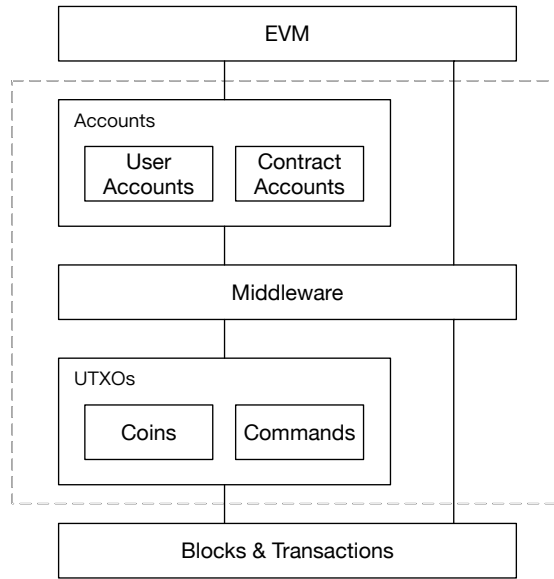 EVM
Accounts
User
Accounts
Contract
Accounts
Middleware
UTXOs
Coins
Commands
Blocks & Transactions